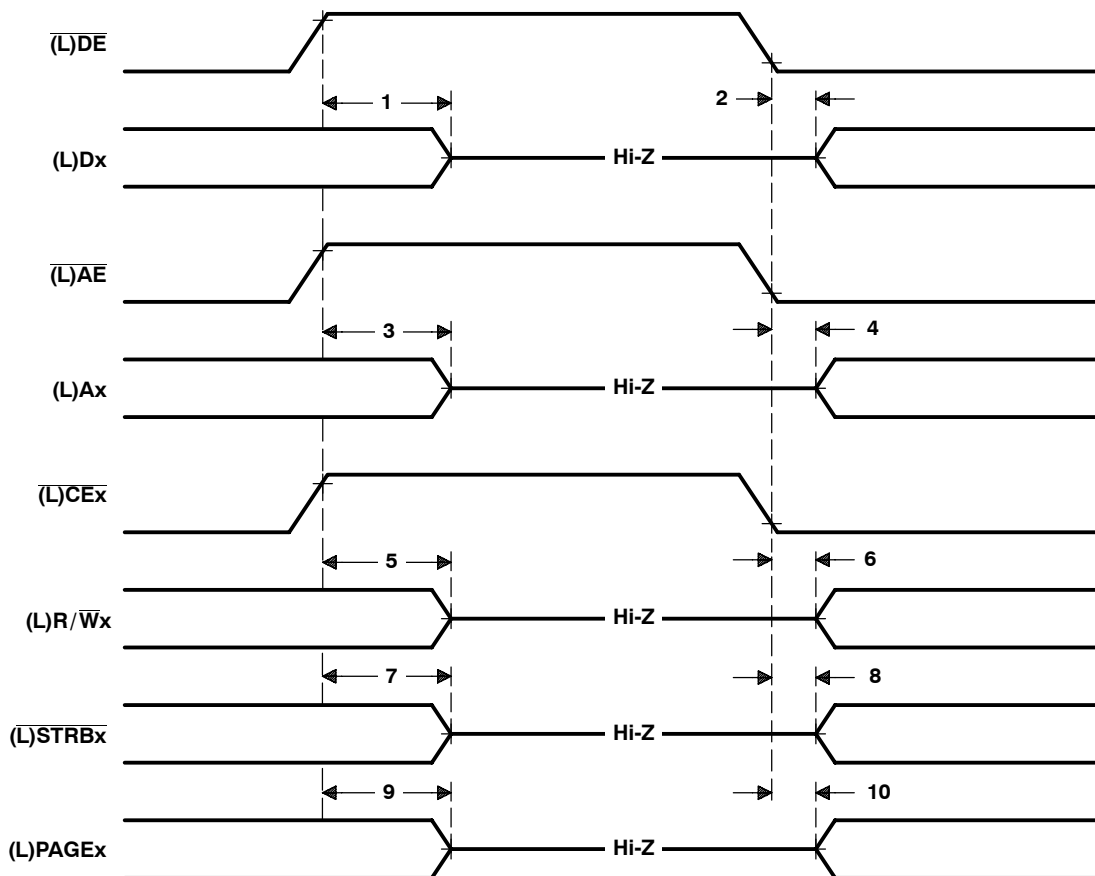 (L)DE
1
2
(L)Dx
Hi-Z
(L)AE
3
4
(L)Ax
Hi-Z
(L)CEx
5
6
(L)R/W̅x
Hi-Z
7
8
(L)STRBx
Hi-Z
9
10
(L)PAGEx
Hi-Z